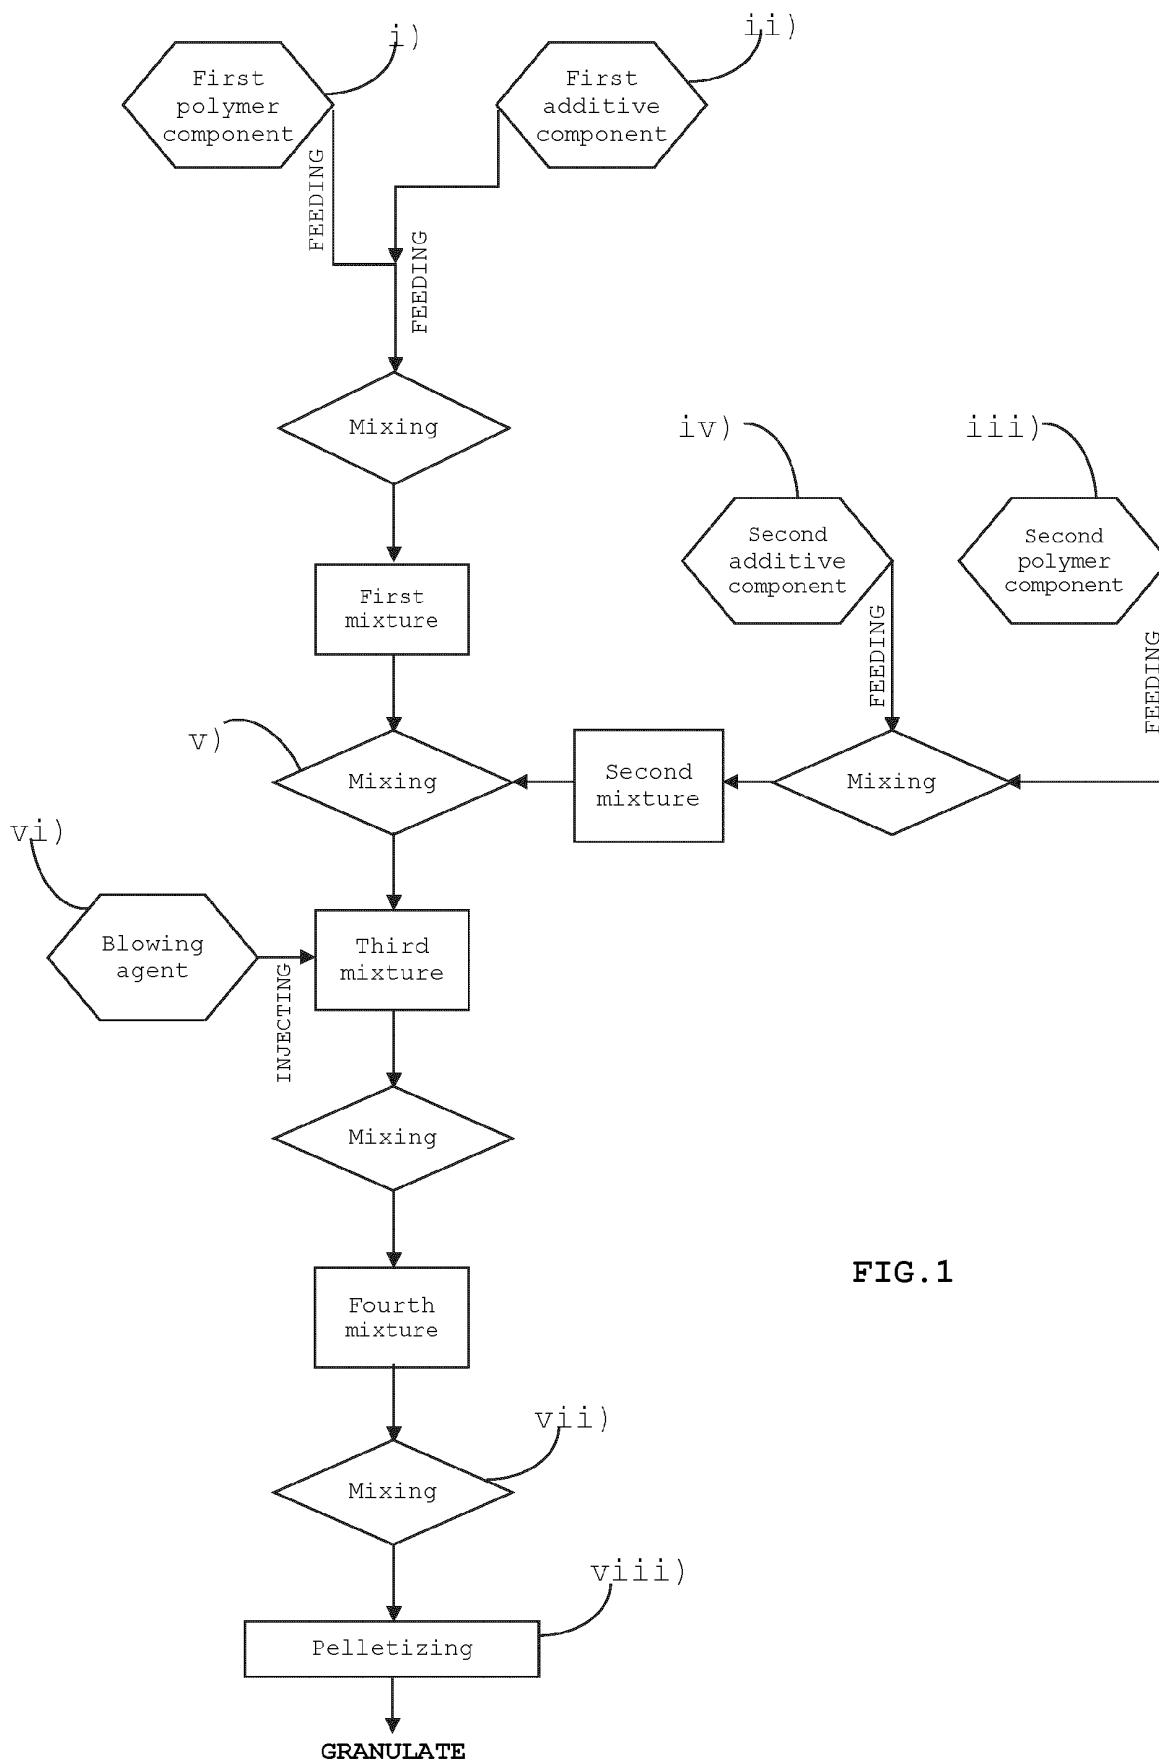 i)
ii)
First
polymer
component
First
additive
component
FEEDING
FEEDING
Mixing
iv)
iii)
Second
additive
component
Second
polymer
component
First
mixture
FEEDING
FEEDING
v)
Mixing
Second
mixture
Mixing
vi)
Blowing
agent
Third
mixture
INJECTING
Mixing
FIG.1
Fourth
mixture
vii)
Mixing
viii)
Pelletizing
GRANULATE